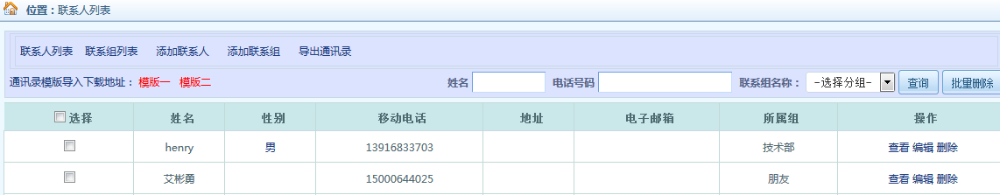 位置：联系人列表
联系人列表 联系组列表 添加联系人 添加联系组 导出通讯录
通讯录模版导入下载地址： 模版一 模版二 姓名 电话号码 联系组名称： -选择分组- 查询 批量删除
选择 姓名 性别 移动电话 地址 电子邮箱 所属组 操作
henry 男 13916833703 技术部 查看 编辑 删除
艾彬勇 15000644025 朋友 查看 编辑 删除